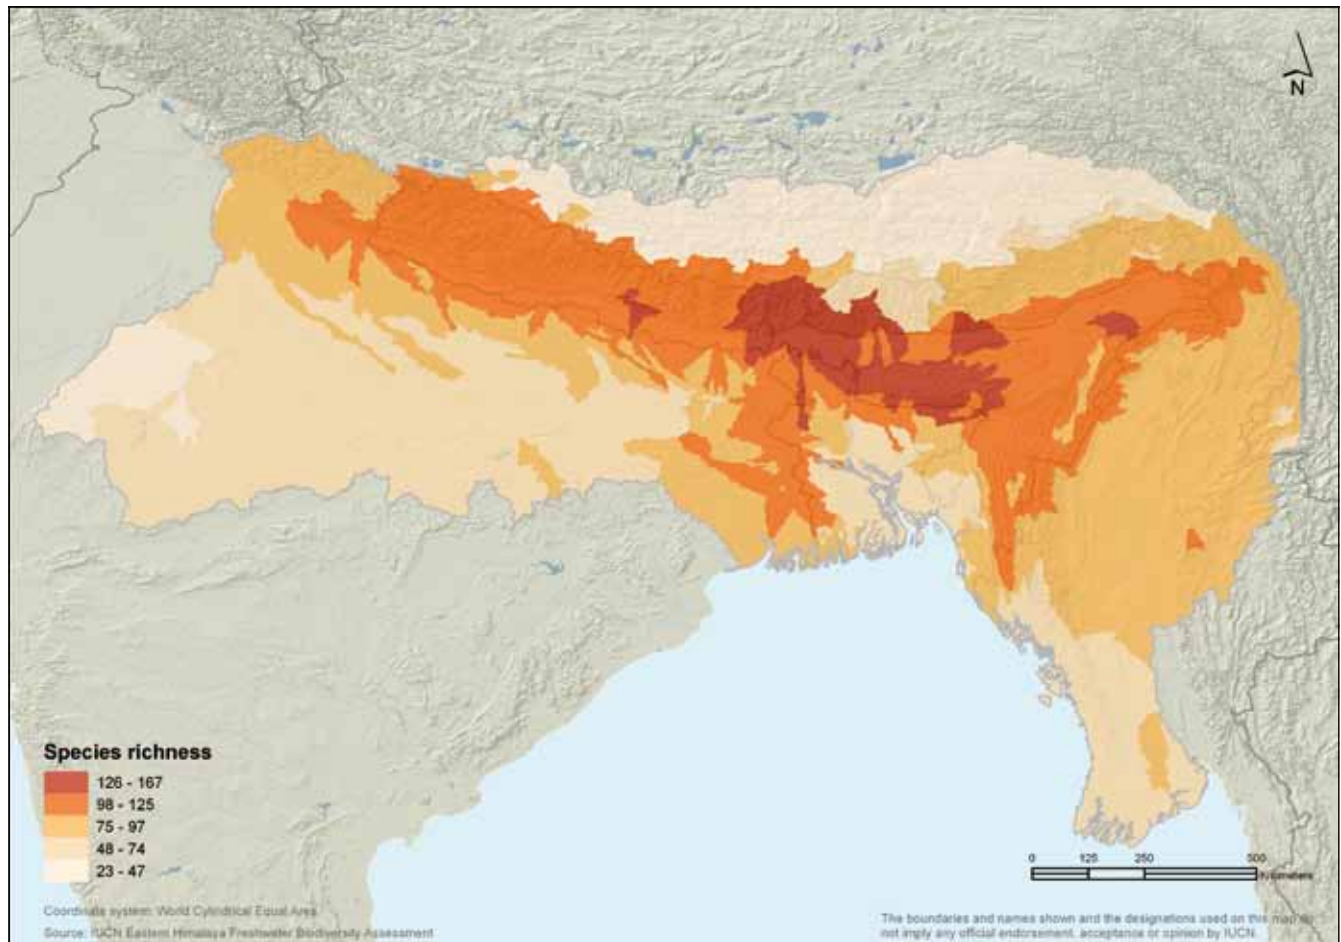 N
Species richness
126 - 167
98 - 125
75 - 97
48 - 74
23 - 47
0 125 250 500
Kilometers
Coordinate system: World Cylindrical Equal Area
Source: IUCN Eastern Himalaya Freshwater Biodiversity Assessment
The boundaries and names shown and the designations used on this map do
not imply any official endorsement, acceptance or opinion by IUCN.